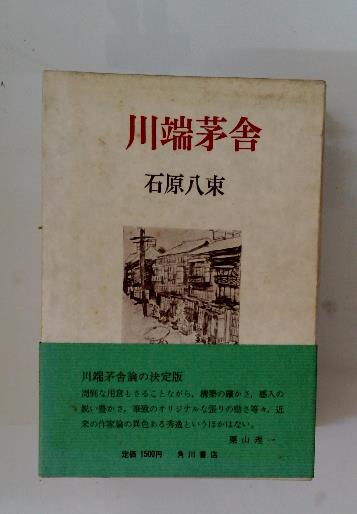 川端茅舎
石原八束
川端茅舎論の決定版
周到な用意もさることながら、構築の確かさ、感入の
鋭い豊かさ、筆致のオリジナルな張りの勁さ等々、近
来の作家論の異色ある秀逸というほかはない。
栗山理一
定価 1500円 角川書店